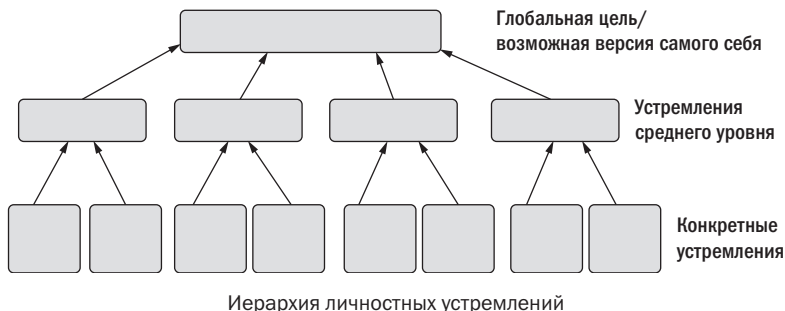 Глобальная цель/
возможная версия самого себя
Устремления
среднего уровня
Конкретные
устремления
Иерархия личностных устремлений